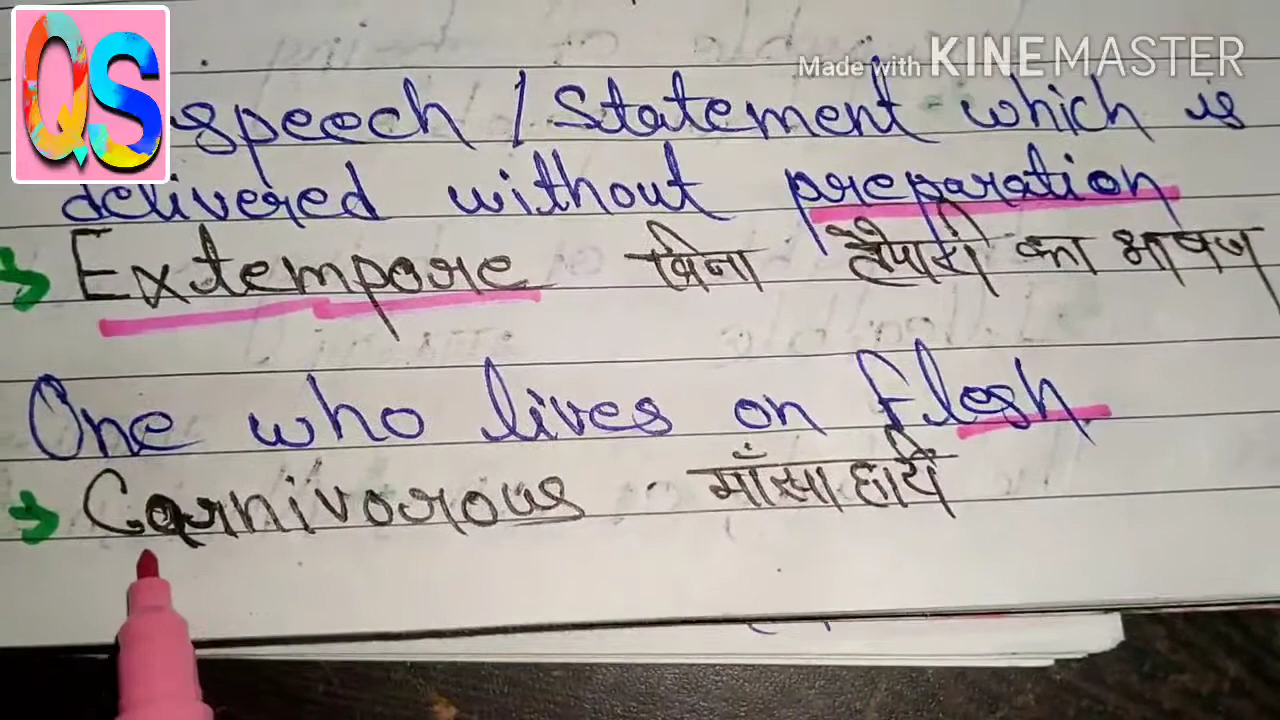 QS
Made with KINEMASTER
speech / Statement which is
delivered without preparation
→ Extempore बिना तैयारी का भाषण
One who lives on flesh
→ Carnivorous माँसाहारी